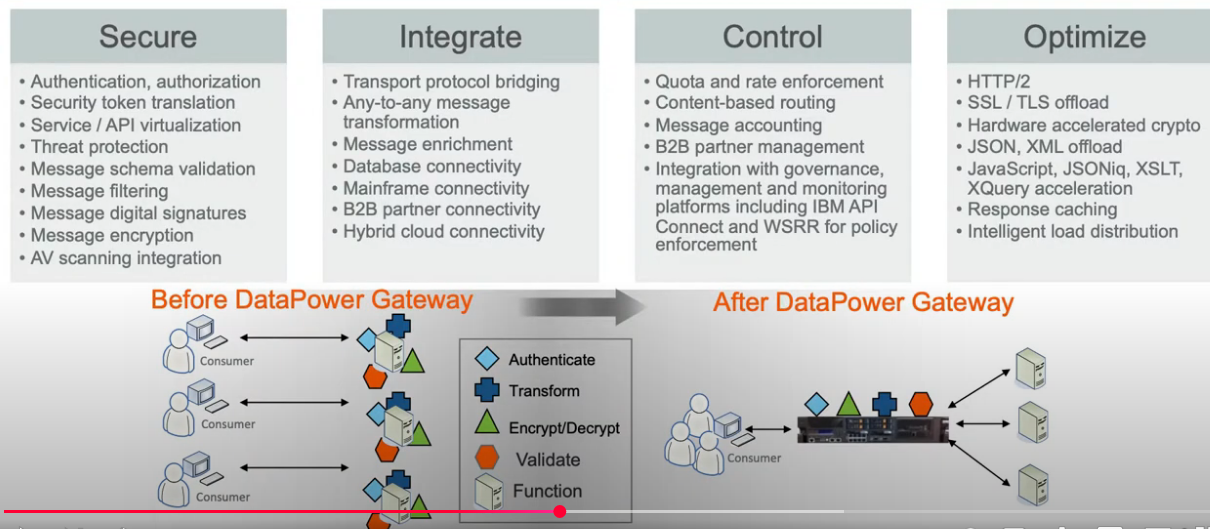 Secure
• Authentication, authorization
• Security token translation
• Service / API virtualization
• Threat protection
• Message schema validation
• Message filtering
• Message digital signatures
• Message encryption
• AV scanning integration
Integrate
• Transport protocol bridging
• Any-to-any message
transformation
• Message enrichment
• Database connectivity
• Mainframe connectivity
• B2B partner connectivity
• Hybrid cloud connectivity
Control
• Quota and rate enforcement
• Content-based routing
• Message accounting
• B2B partner management
• Integration with governance,
management and monitoring
platforms including IBM API
Connect and WSRR for policy
enforcement
Optimize
• HTTP/2
• SSL / TLS offload
• Hardware accelerated crypto
• JSON, XML offload
• JavaScript, JSONiq, XSLT,
XQuery acceleration
• Response caching
• Intelligent load distribution
Before DataPower Gateway
Consumer
Consumer
Consumer
Authenticate
Transform
Encrypt/Decrypt
Validate
Function
After DataPower Gateway
Consumer